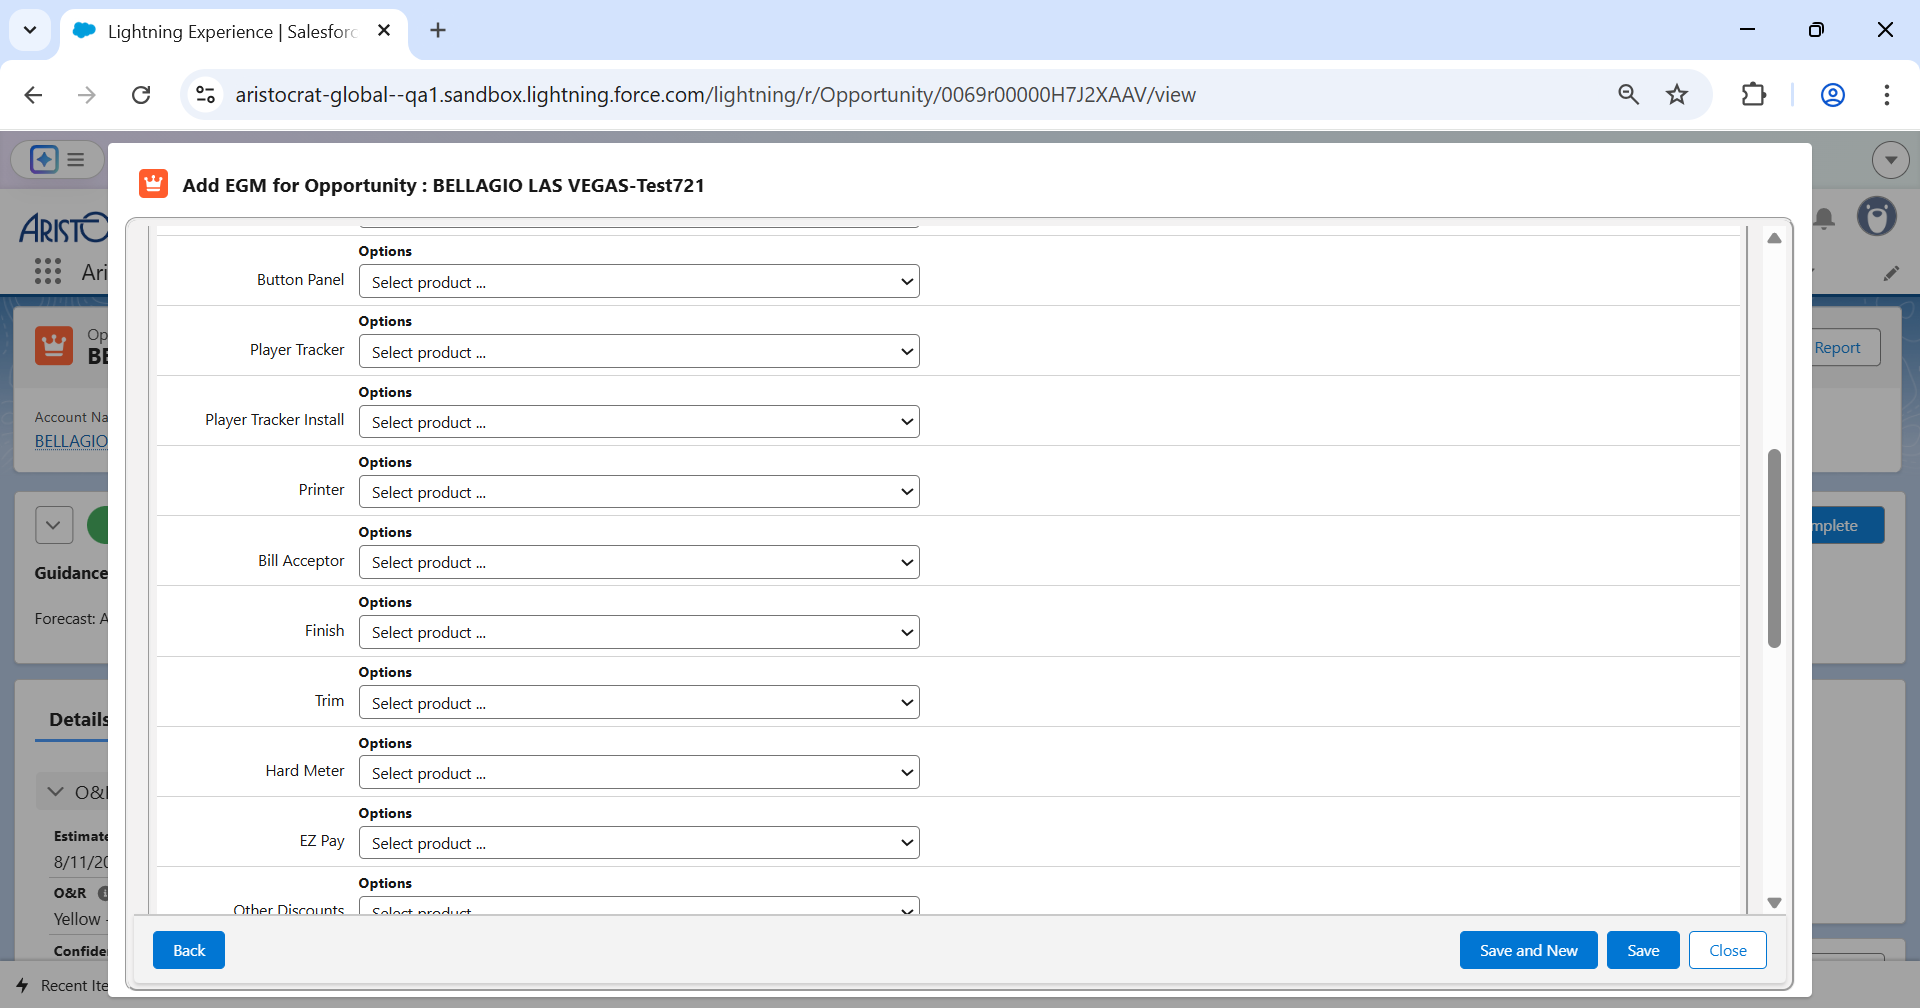 Lightning Experience | Salesforc
aristocrat-global--qa1.sandbox.lightning.force.com/lightning/r/Opportunity/0069r00000H7J2XAAV/view
Add EGM for Opportunity : BELLAGIO LAS VEGAS-Test721
ARISTO
Ari
Op
BE
Report
Account Na
BELLAGIO
mplete
Guidance
Forecast: A
Details
O&
Estimate
8/11/20
O&R
Yellow -
Confide
Recent Ite
Options
Button Panel
Select product ...
Options
Player Tracker
Select product ...
Options
Player Tracker Install
Select product ...
Options
Printer
Select product ...
Options
Bill Acceptor
Select product ...
Options
Finish
Select product ...
Options
Trim
Select product ...
Options
Hard Meter
Select product ...
Options
EZ Pay
Select product ...
Options
Other Discounts
Select product
Back
Save and New
Save
Close